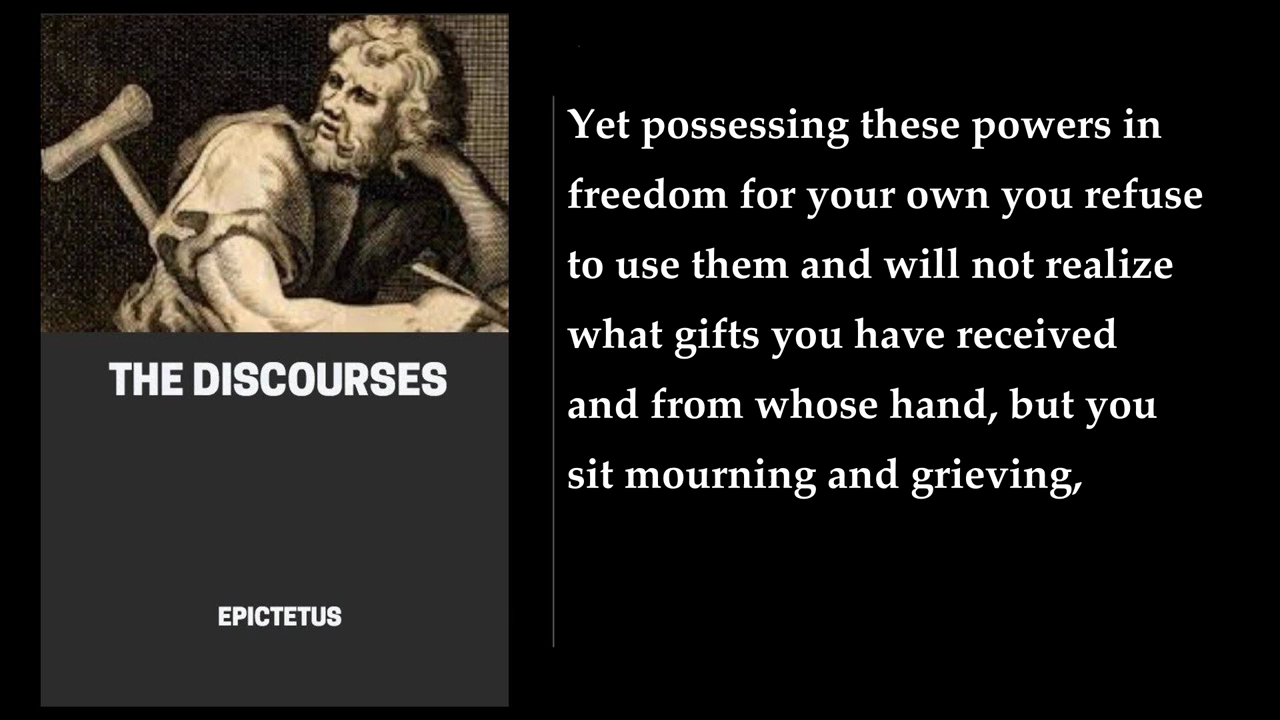 THE DISCOURSES
EPICTETUS
Yet possessing these powers in
freedom for your own you refuse
to use them and will not realize
what gifts you have received
and from whose hand, but you
sit mourning and grieving,